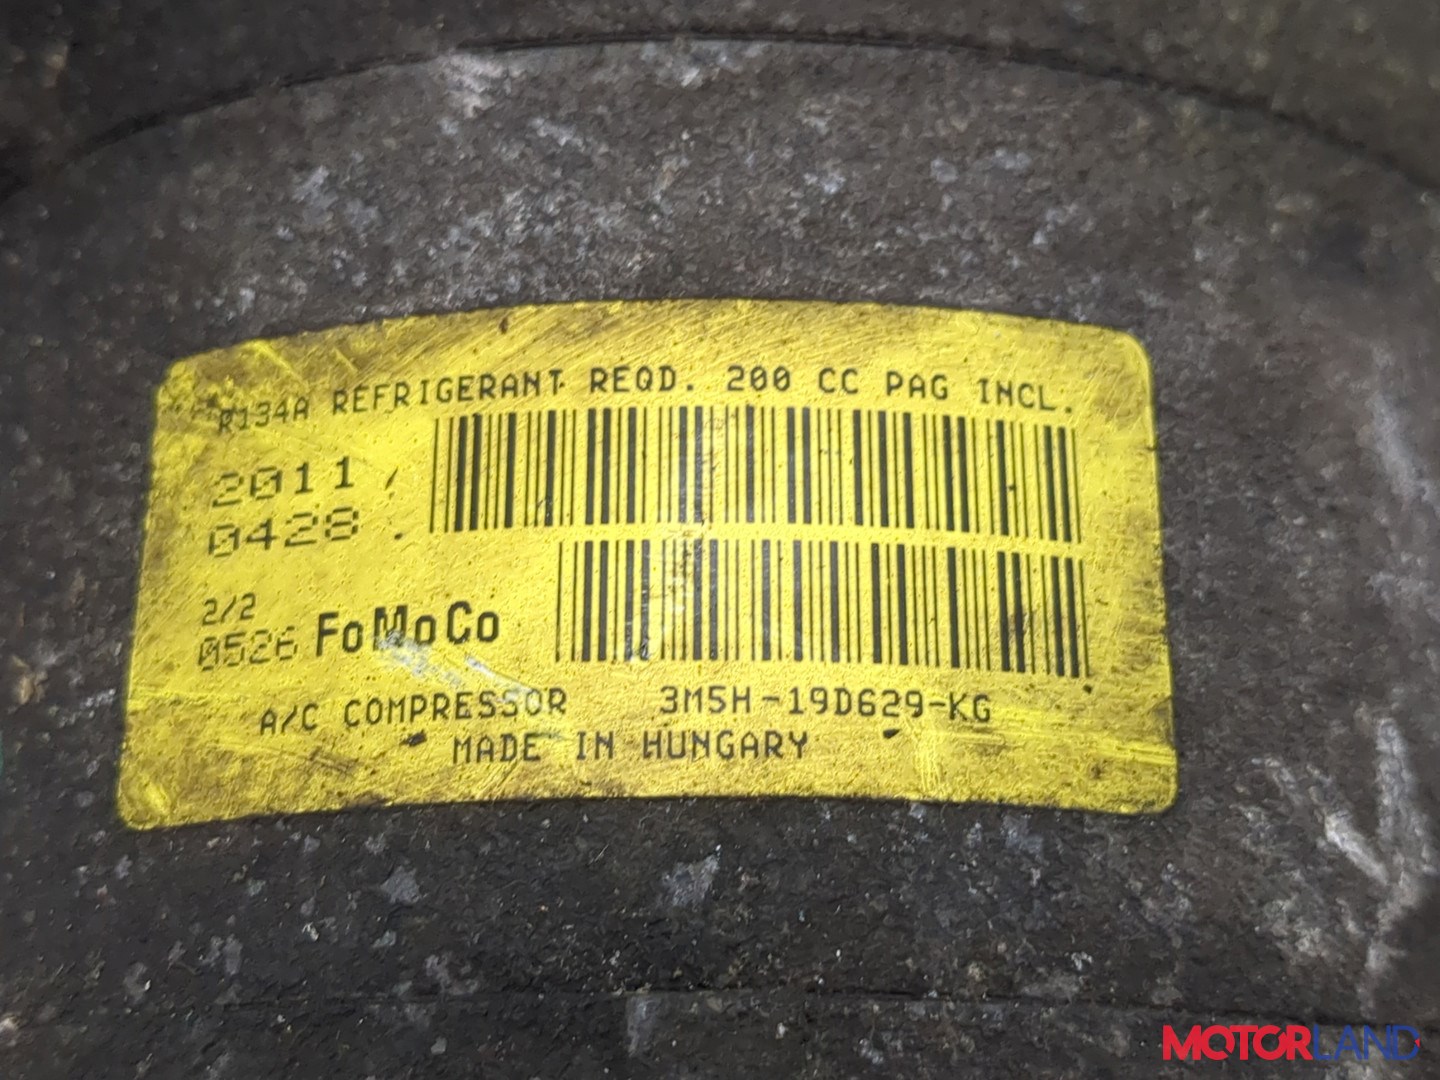 R134A REFRIGERANT REQD. 200 CC PAG INCL.
2011
0428
2/2
0526 FoMoCo
A/C COMPRESSOR 3M5H-19D629-KG
MADE IN HUNGARY
MOTORLAND